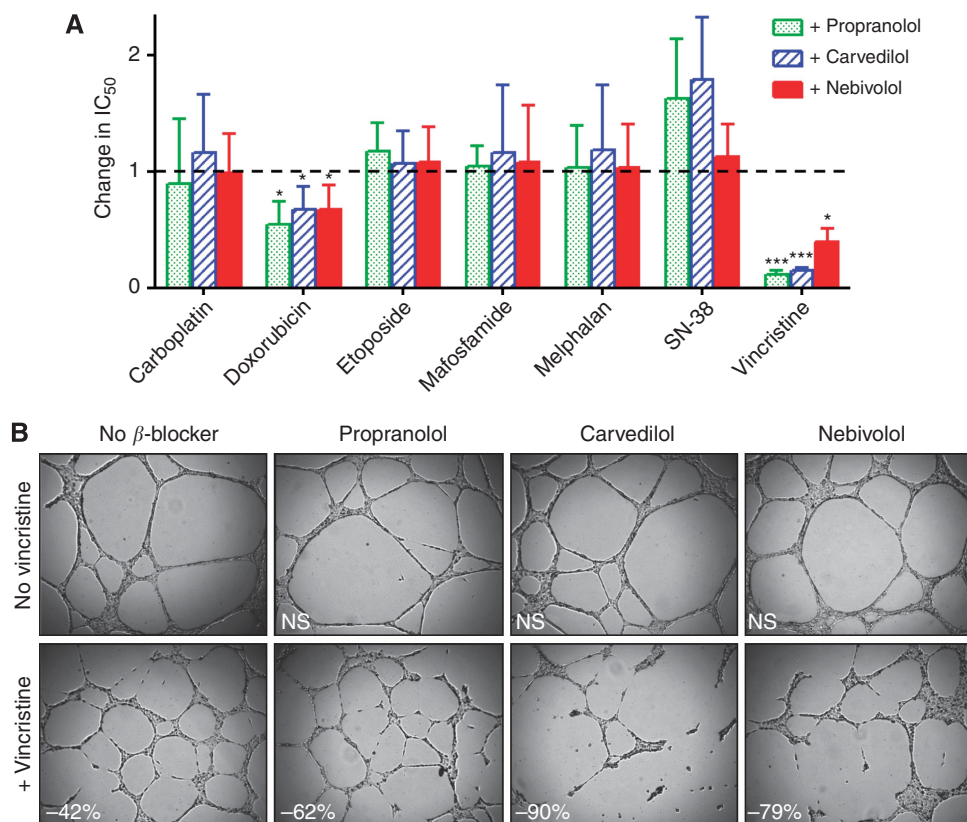 A
+ Propranolol
+ Carvedilol
+ Nebivolol
Change in IC50
2
1
0
* * *
*** *** *
Carboplatin
Doxorubicin
Etoposide
Mafosfamide
Melphalan
SN-38
Vincristine
B
No β-blocker
Propranolol
Carvedilol
Nebivolol
No vincristine
NS
NS
NS
+ Vincristine
–42%
–62%
–90%
–79%